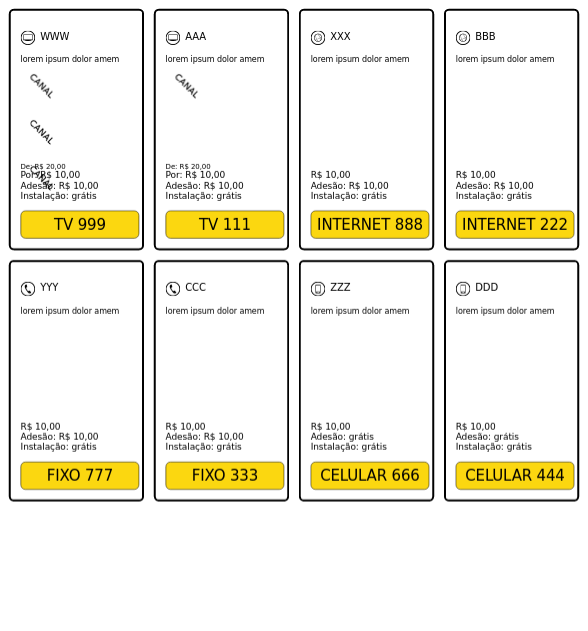 WWW
lorem ipsum dolor amem
CANAL
CANAL
CANAL
De: R$ 20,00
Por: R$ 10,00
Adesão: R$ 10,00
Instalação: grátis
TV 999
AAA
lorem ipsum dolor amem
CANAL
De: R$ 20,00
Por: R$ 10,00
Adesão: R$ 10,00
Instalação: grátis
TV 111
XXX
lorem ipsum dolor amem
R$ 10,00
Adesão: R$ 10,00
Instalação: grátis
INTERNET 888
BBB
lorem ipsum dolor amem
R$ 10,00
Adesão: R$ 10,00
Instalação: grátis
INTERNET 222
YYY
lorem ipsum dolor amem
R$ 10,00
Adesão: R$ 10,00
Instalação: grátis
FIXO 777
CCC
lorem ipsum dolor amem
R$ 10,00
Adesão: R$ 10,00
Instalação: grátis
FIXO 333
ZZZ
lorem ipsum dolor amem
R$ 10,00
Adesão: grátis
Instalação: grátis
CELULAR 666
DDD
lorem ipsum dolor amem
R$ 10,00
Adesão: grátis
Instalação: grátis
CELULAR 444